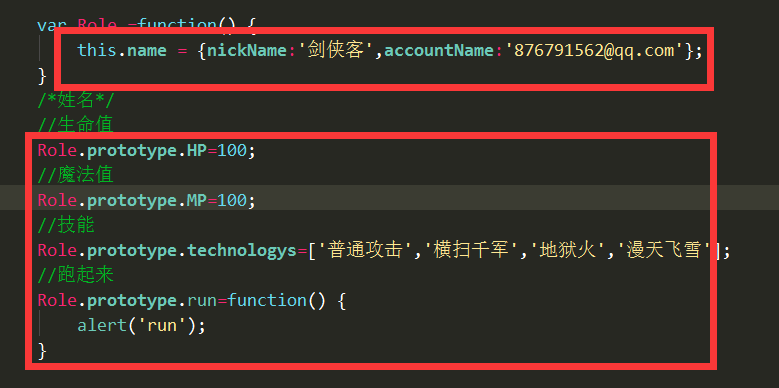 var Role =function() {
this.name = {nickName:'剑侠客',accountName:'876791562@qq.com'};
}
/*姓名*/
//生命值
Role.prototype.HP=100;
//魔法值
Role.prototype.MP=100;
//技能
Role.prototype.technologys=['普通攻击','横扫千军','地狱火','漫天飞雪'];
//跑起来
Role.prototype.run=function() {
alert('run');
}